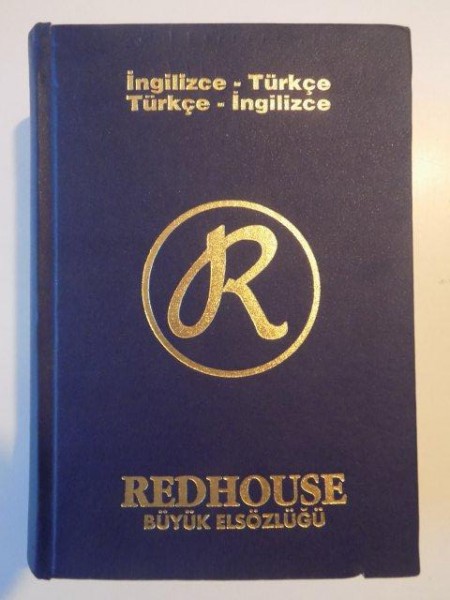 İngilizce - Türkçe
Türkçe - İngilizce
R
REDHOUSE
BÜYÜK ELSÖZLÜĞÜ